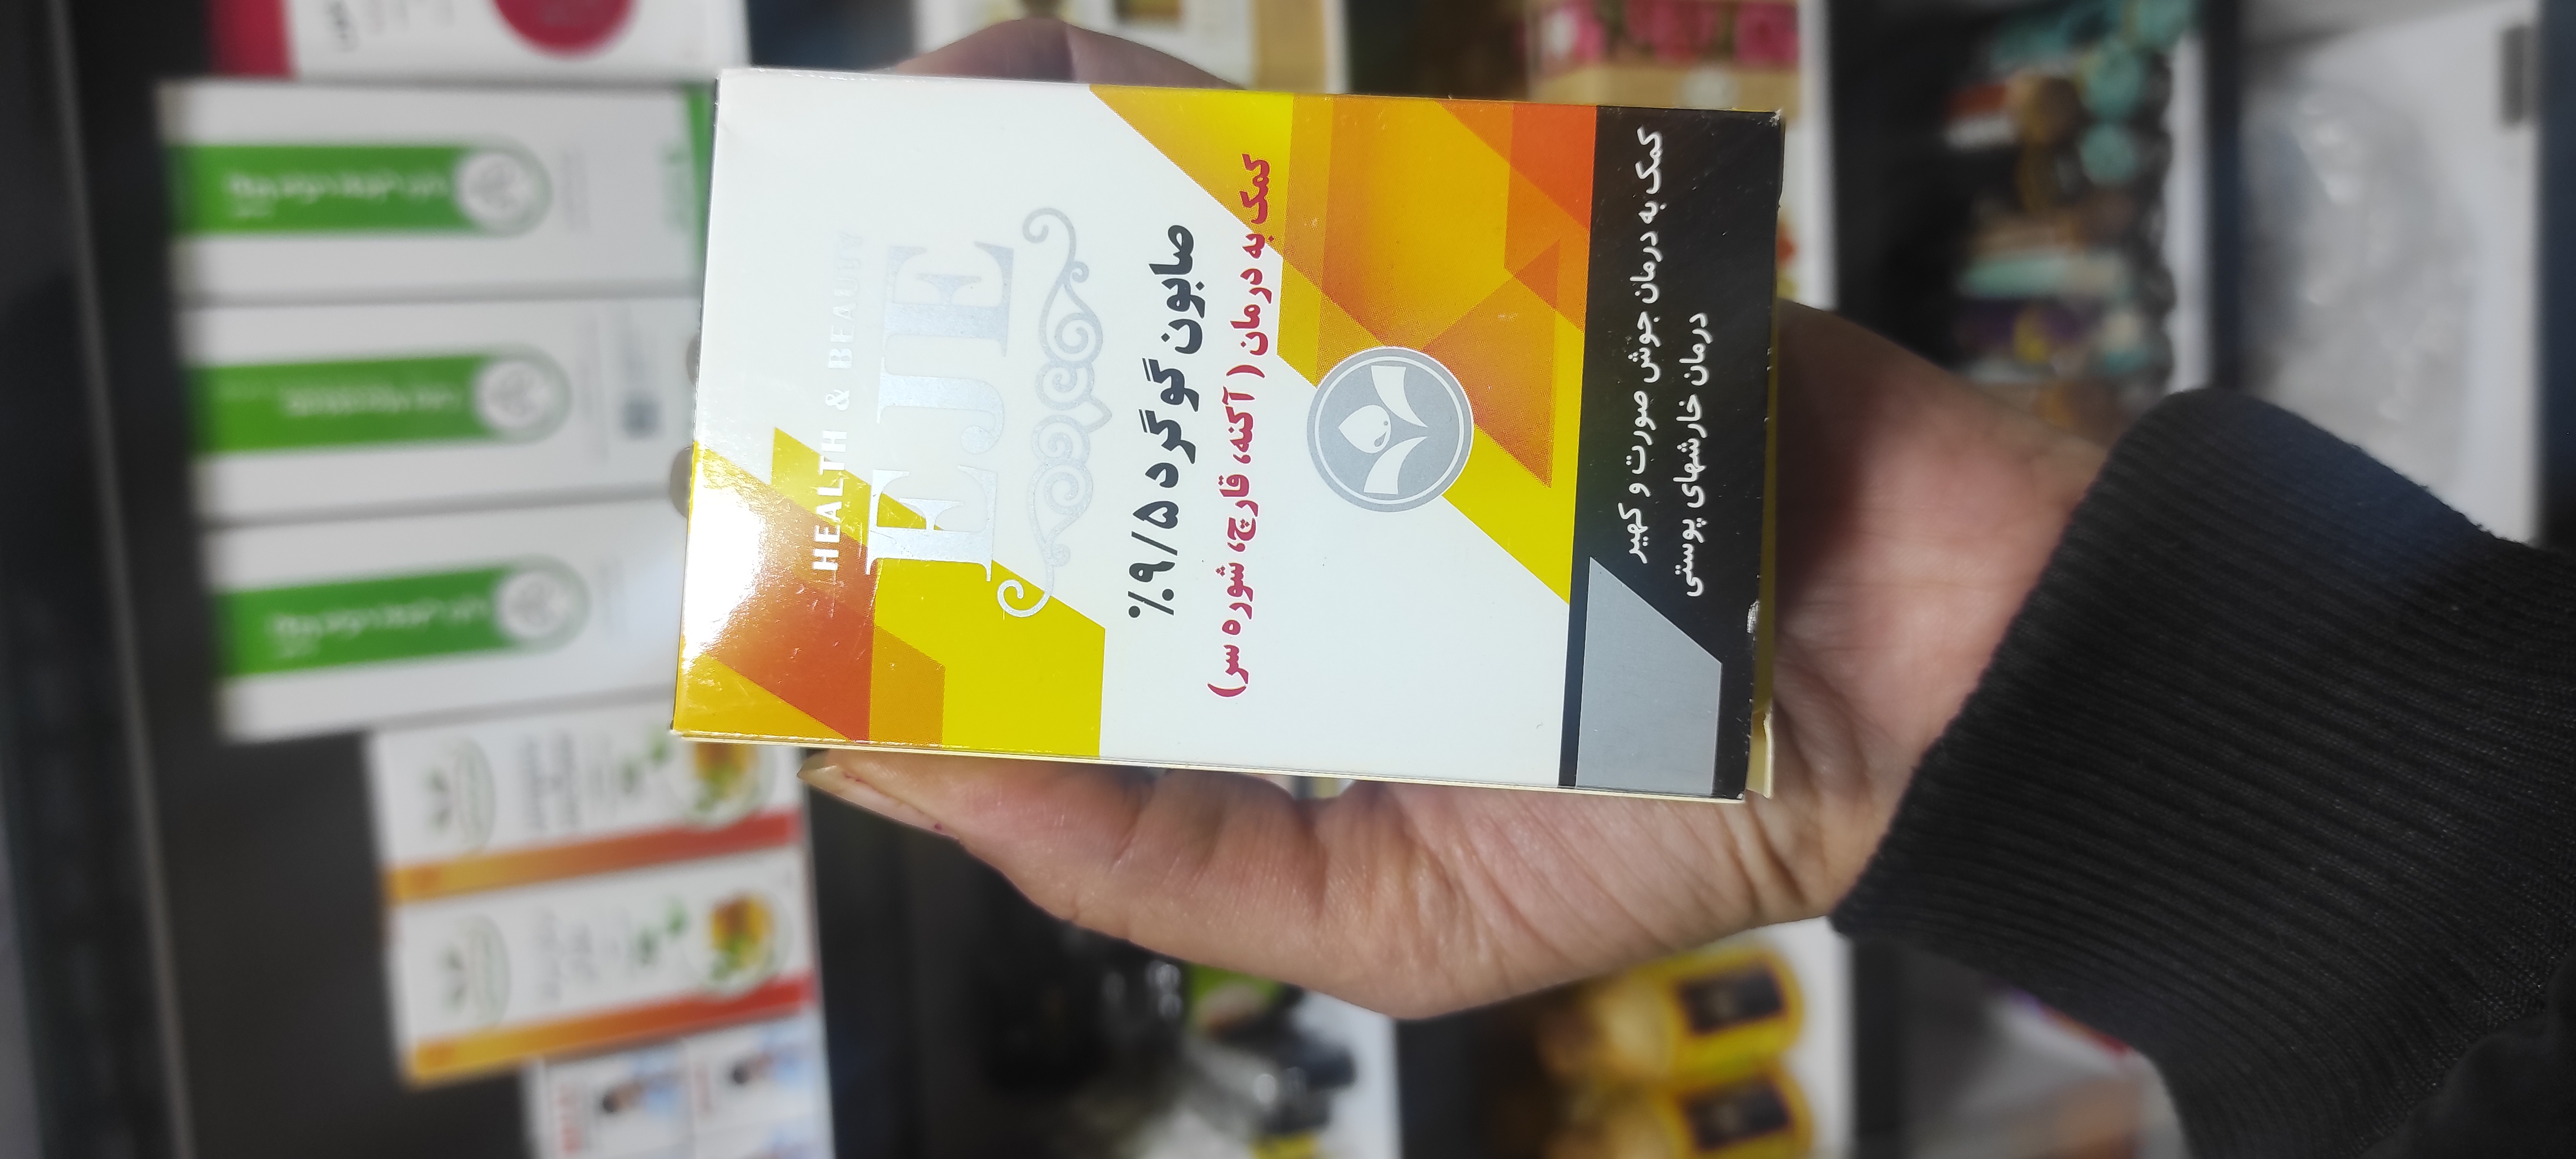 HEALTH & BEAUTY
EJE
صابون گوگرد ۹/۵٪
کمک به درمان ( آکنه، قارچ، شوره سر)
کمک به درمان جوش صورت و کهیر
درمان خارشهای پوستی